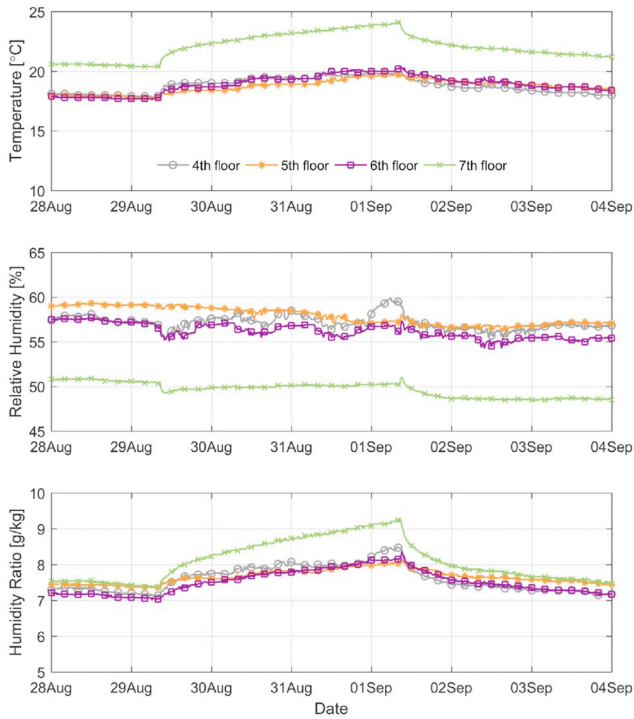 Temperature [°C]
25
20
15
10
4th floor 5th floor 6th floor 7th floor
28Aug 29Aug 30Aug 31Aug 01Sep 02Sep 03Sep 04Sep
Relative Humidity [%]
65
60
55
50
45
28Aug 29Aug 30Aug 31Aug 01Sep 02Sep 03Sep 04Sep
Humidity Ratio [g/kg]
10
9
8
7
6
5
28Aug 29Aug 30Aug 31Aug 01Sep 02Sep 03Sep 04Sep
Date